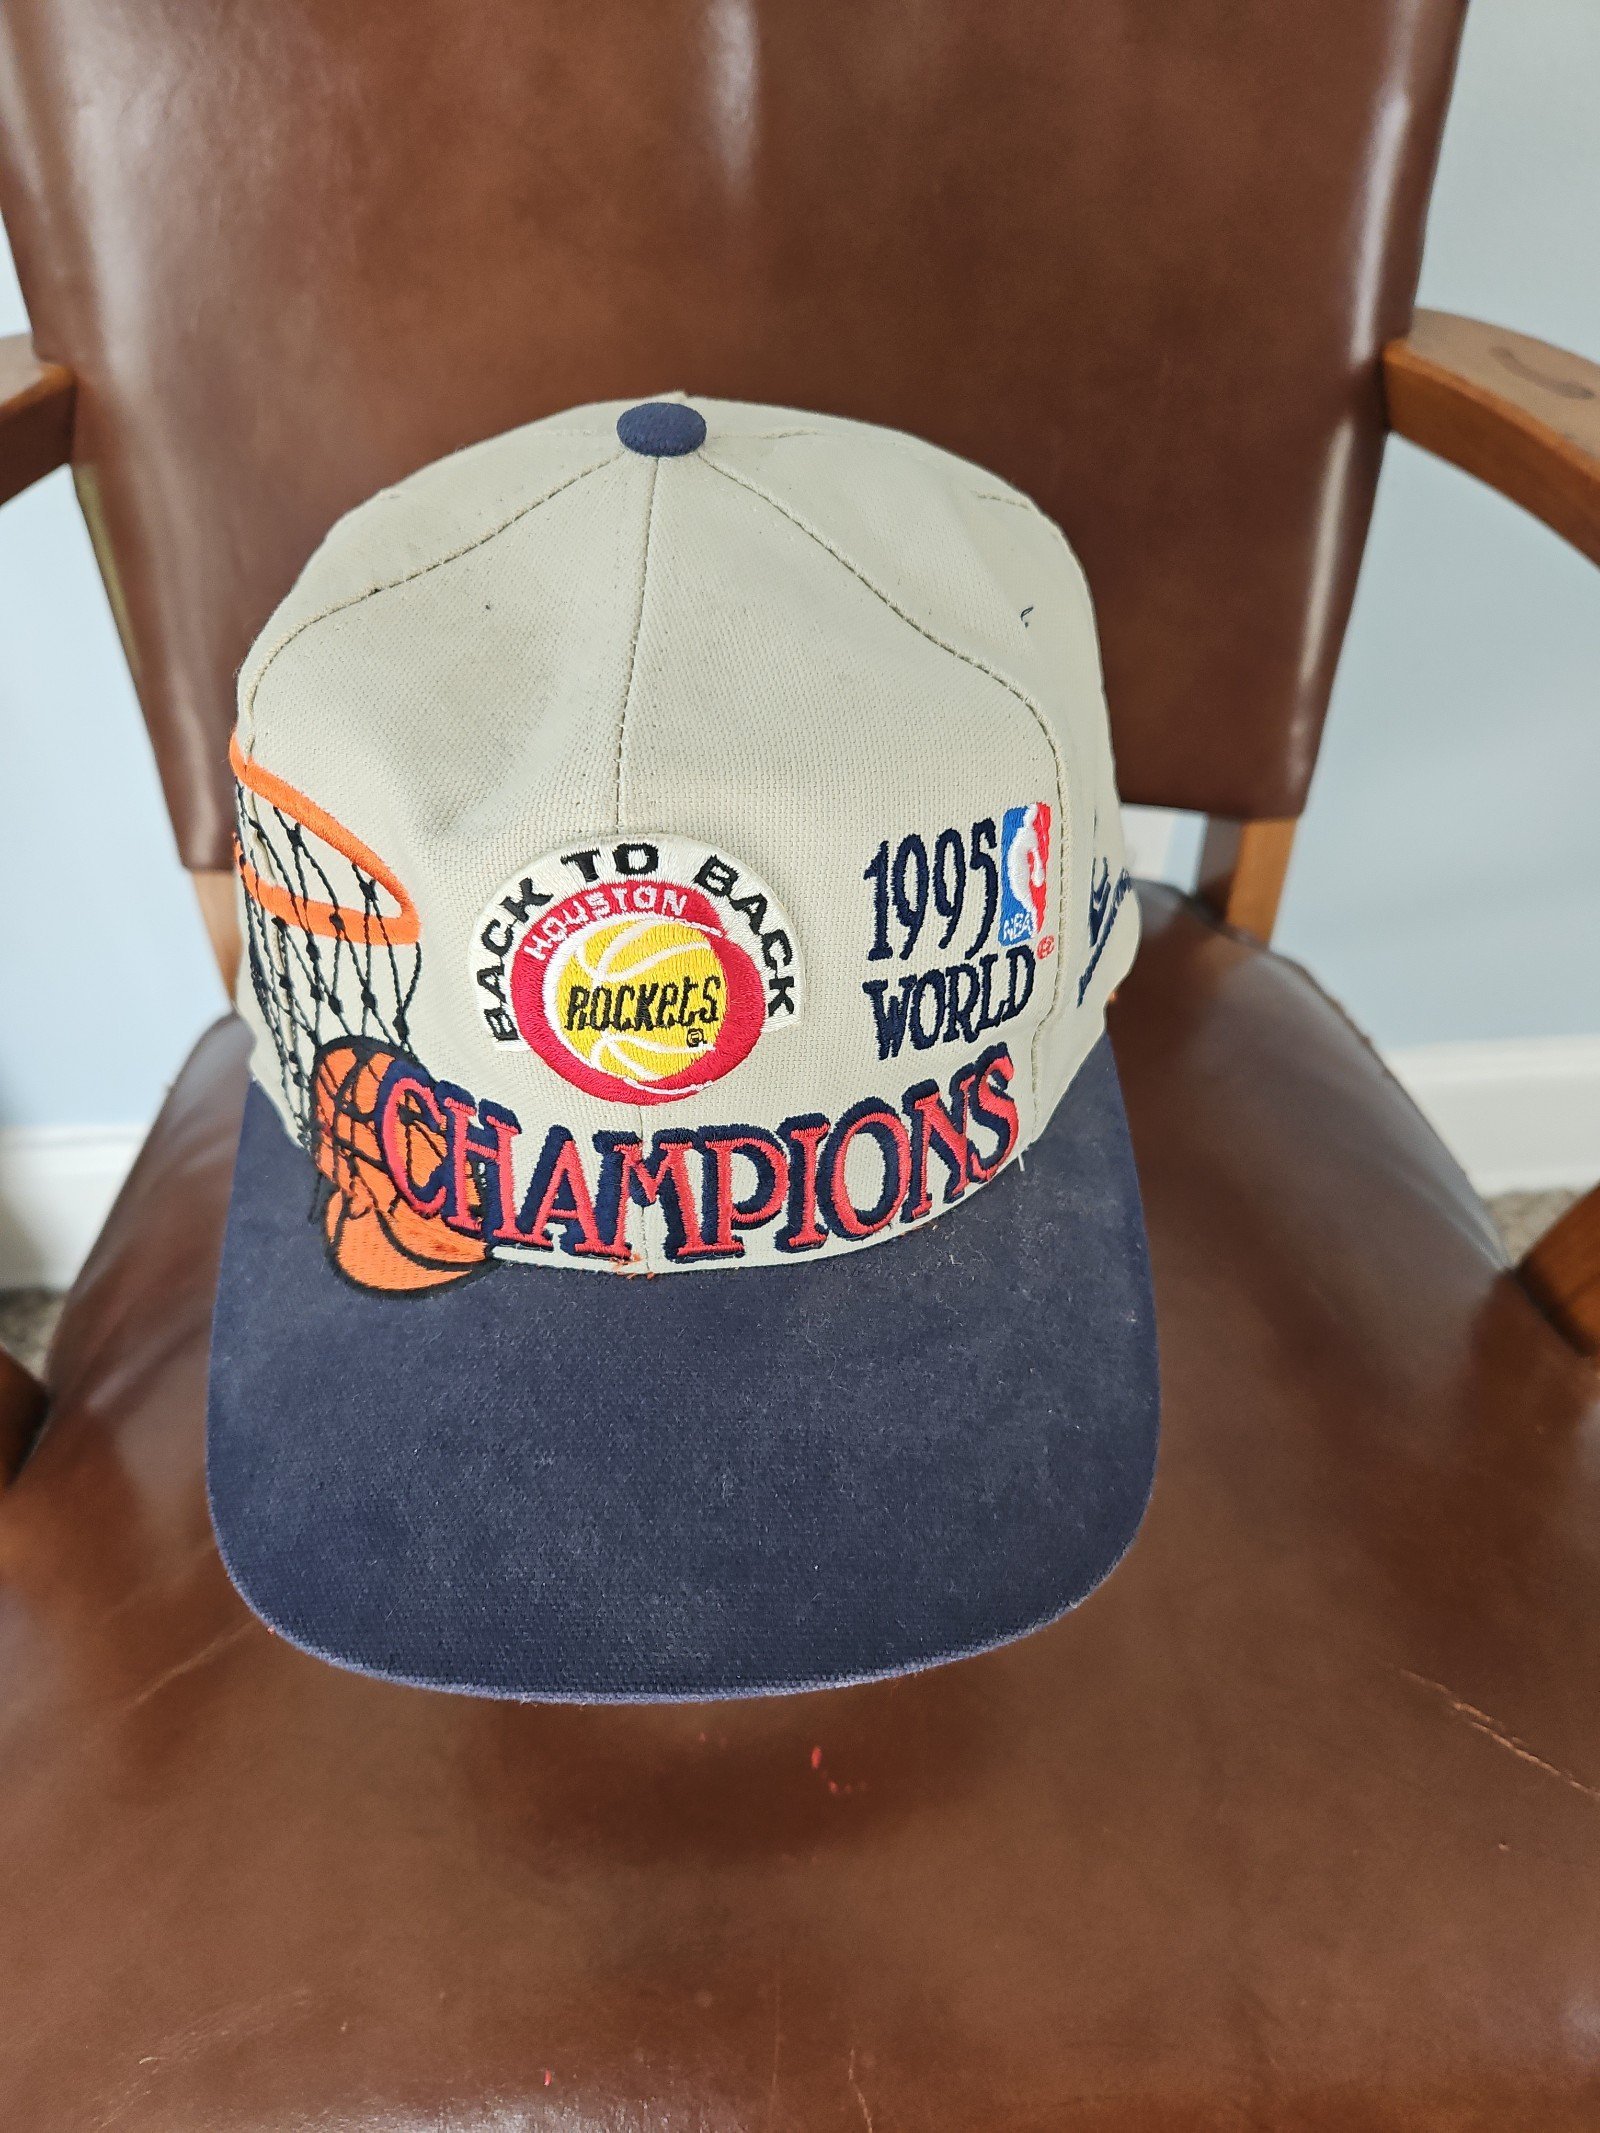 BACK TO BACK
HOUSTON
ROCKETS
1995
NBA
WORLD
CHAMPIONS